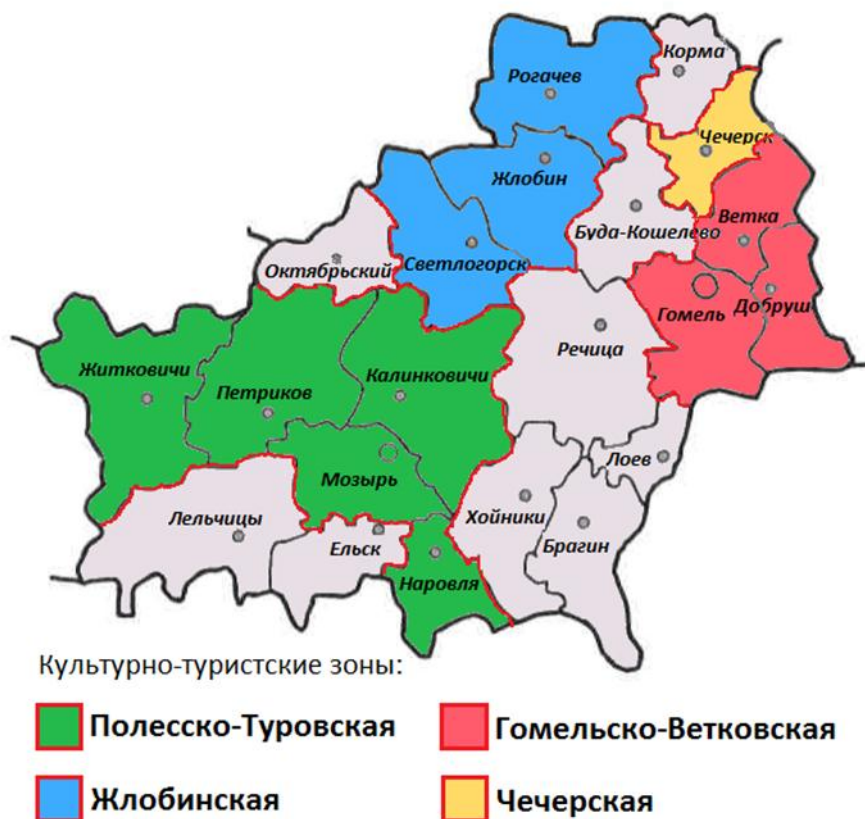 Корма
Рогачев
Чечерск
Жлобин
Ветка
Буда-Кошелево
Октябрьский
Светлогорск
Гомель
Добруш
Речица
Житковичи
Калинковичи
Петриков
Лоев
Мозырь
Лельчицы
Хойники
Ельск
Брагин
Наровля
Культурно-туристские зоны:
Полесско-Туровская
Гомельско-Ветковская
Жлобинская
Чечерская